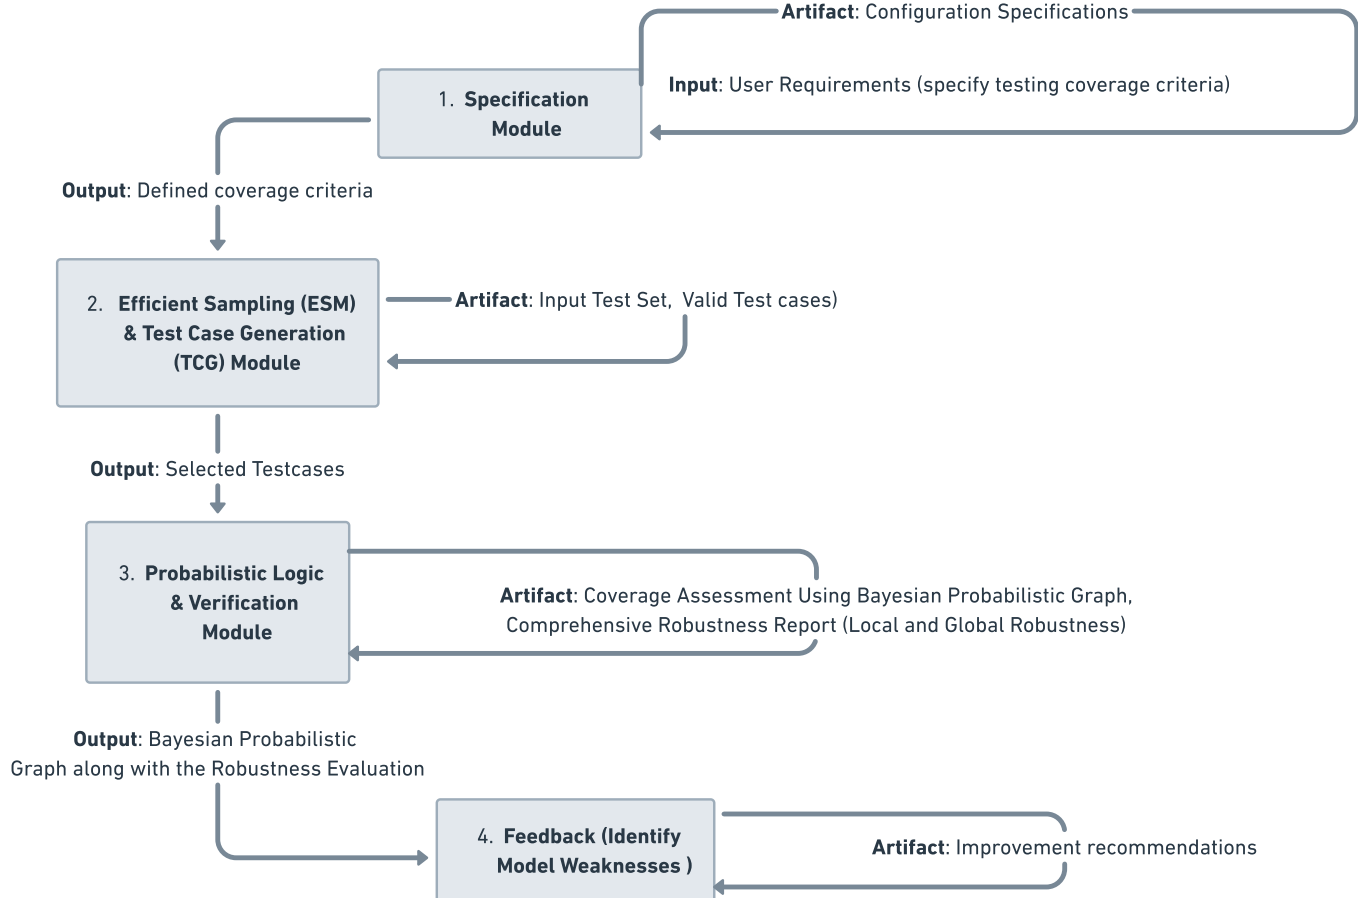 Artifact: Configuration Specifications
Input: User Requirements (specify testing coverage criteria)
1. Specification
Module
Output: Defined coverage criteria
2. Efficient Sampling (ESM)
& Test Case Generation
(TCG) Module
Artifact: Input Test Set, Valid Test cases)
Output: Selected Testcases
3. Probabilistic Logic
& Verification
Module
Artifact: Coverage Assessment Using Bayesian Probabilistic Graph,
Comprehensive Robustness Report (Local and Global Robustness)
Output: Bayesian Probabilistic
Graph along with the Robustness Evaluation
4. Feedback (Identify
Model Weaknesses )
Artifact: Improvement recommendations